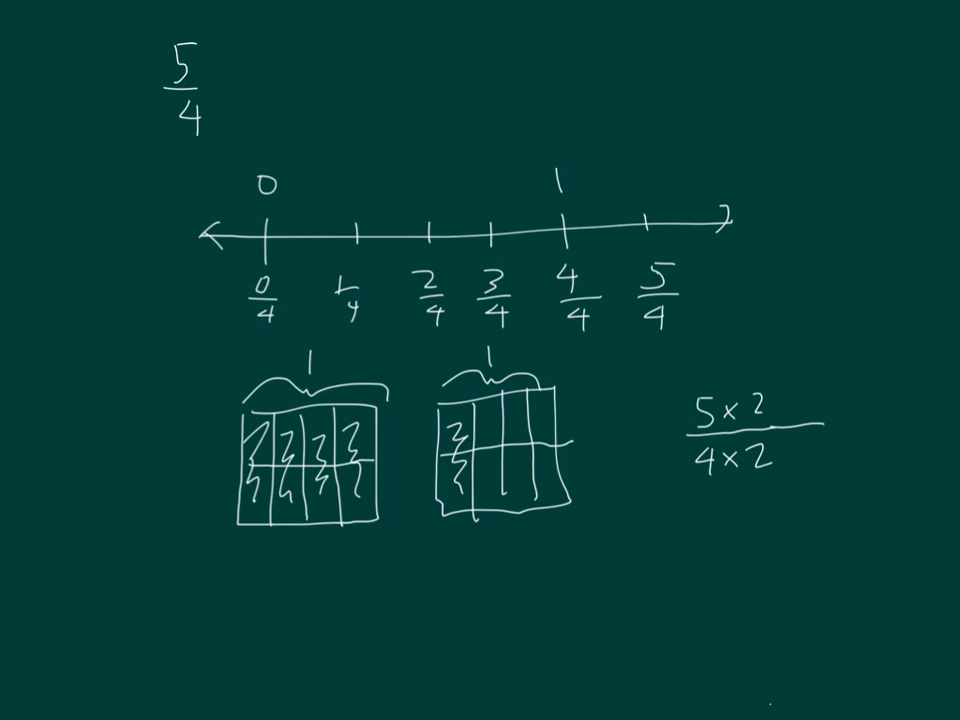 5
4
0 1
0 1 2 3 4 5
4 4 4 4 4 4
1 1
5 x 2
4 x 2